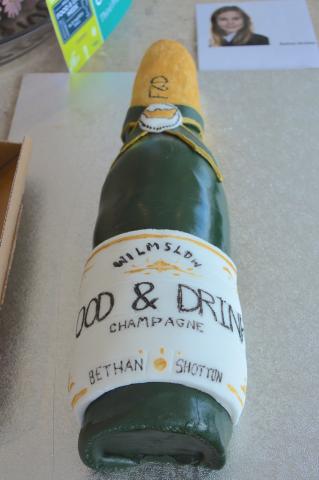 F&D
WILMSLOW
OOD & DRIN
CHAMPAGNE
BETHAN SHOTTON